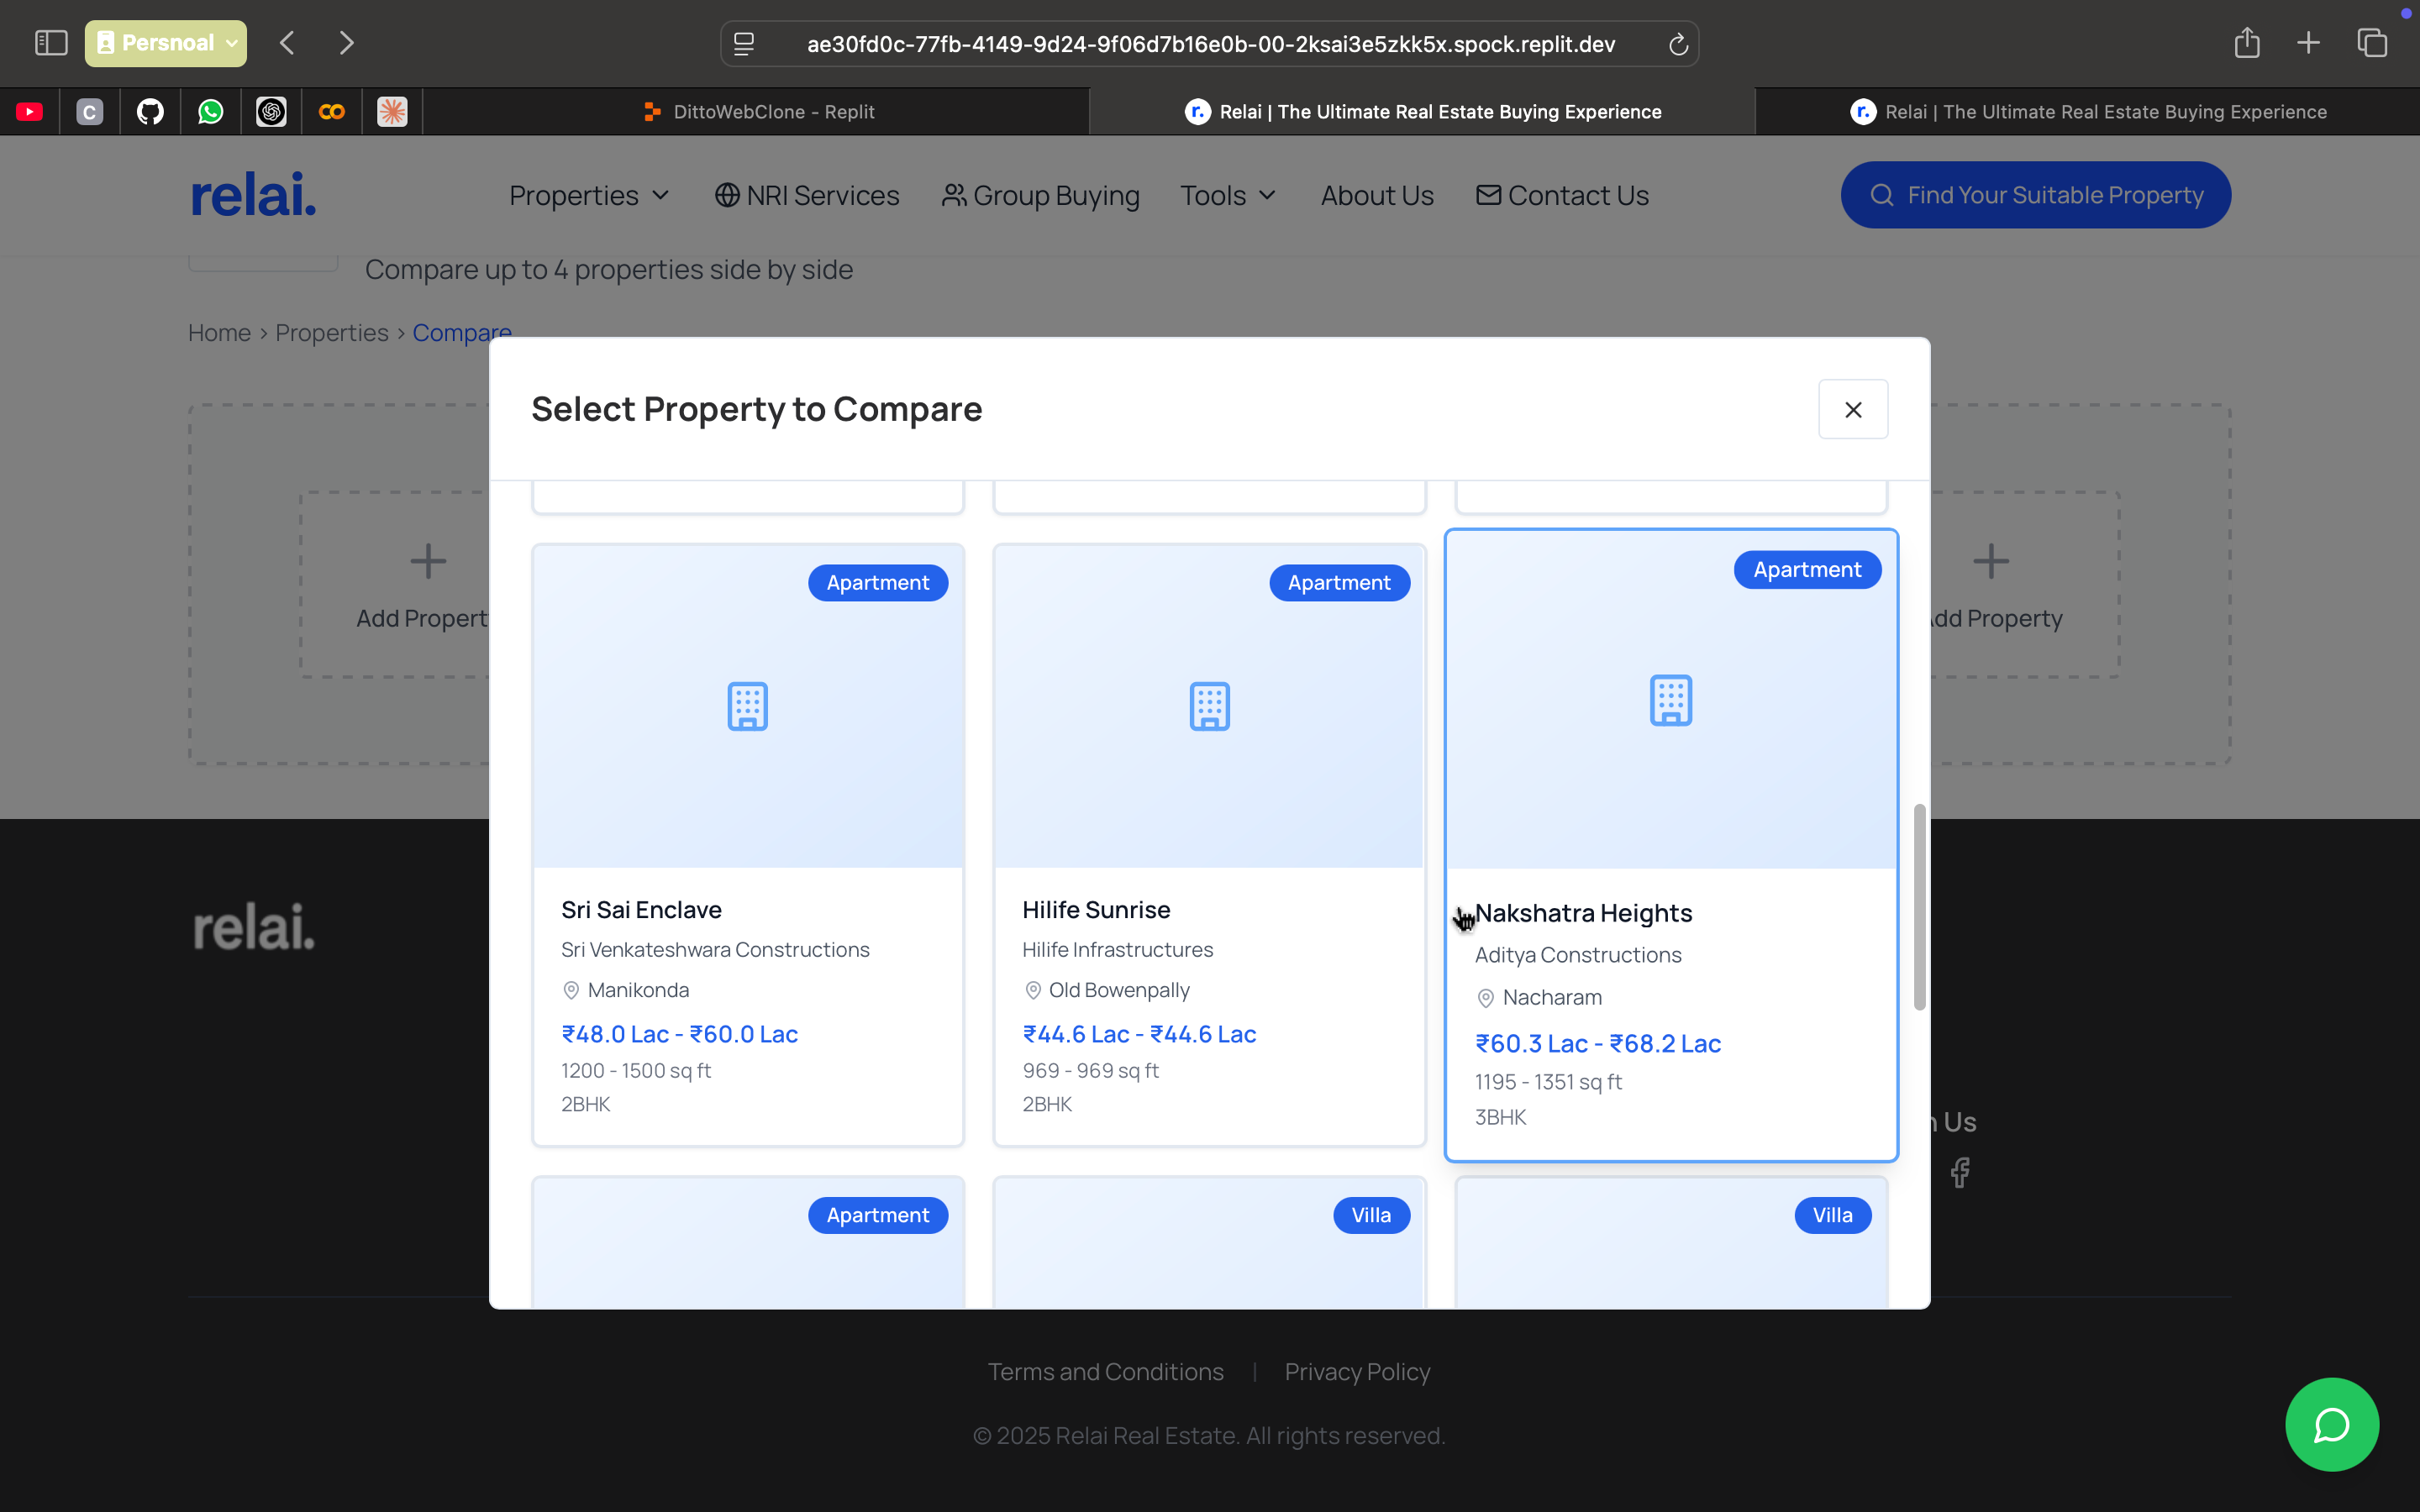 Persnoal
ae30fd0c-77fb-4149-9d24-9f06d7b16e0b-00-2ksai3e5zkk5x.spock.replit.dev
C
DittoWebClone - Replit
r.
Relai | The Ultimate Real Estate Buying Experience
r.
Relai | The Ultimate Real Estate Buying Experience
relai.
Properties
NRI Services
Group Buying
Tools
About Us
Contact Us
Find Your Suitable Property
Compare up to 4 properties side by side
Home > Properties > Compare
Select Property to Compare
Add Propert
dd Property
Apartment
Apartment
Apartment
Sri Sai Enclave
Sri Venkateshwara Constructions
Manikonda
₹48.0 Lac - ₹60.0 Lac
1200 - 1500 sq ft
2BHK
Hilife Sunrise
Hilife Infrastructures
Old Bowenpally
₹44.6 Lac - ₹44.6 Lac
969 - 969 sq ft
2BHK
Nakshatra Heights
Aditya Constructions
Nacharam
₹60.3 Lac - ₹68.2 Lac
1195 - 1351 sq ft
3BHK
Apartment
Villa
Villa
relai.
Us
Terms and Conditions | Privacy Policy
© 2025 Relai Real Estate. All rights reserved.